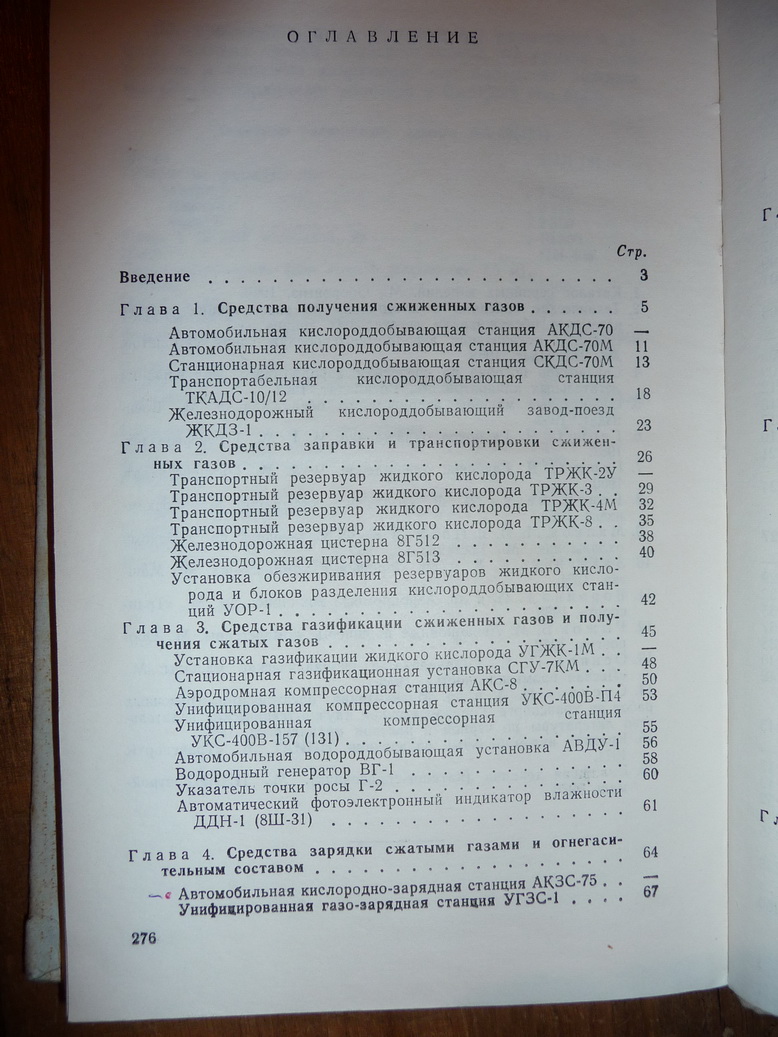 ОГЛАВЛЕНИЕ
Стр.
Введение . . . . . . . . . . . . . . . . . . . . . . . . . . 3
Глава 1. Средства получения сжиженных газов . . . . . . 5
Автомобильная кислороддобывающая станция АКДС-70 —
Автомобильная кислороддобывающая станция АКДС-70М 11
Стационарная кислороддобывающая станция СКДС-70М 13
Транспортабельная кислороддобывающая станция
ТКАДС-10/12 . . . . . . . . . . . . . . . . . . . . 18
Железнодорожный кислороддобывающий завод-поезд
ЖКДЗ-1 . . . . . . . . . . . . . . . . . . . . . . . 23
Глава 2. Средства заправки и транспортировки сжижен-
ных газов . . . . . . . . . . . . . . . . . . . . . . . . 26
Транспортный резервуар жидкого кислорода ТРЖК-2У —
Транспортный резервуар жидкого кислорода ТРЖК-3 . . 29
Транспортный резервуар жидкого кислорода ТРЖК-4М 32
Транспортный резервуар жидкого кислорода ТРЖК-8 . . 35
Железнодорожная цистерна 8Г512 . . . . . . . . . . . 38
Железнодорожная цистерна 8Г513 . . . . . . . . . . . 40
Установка обезжиривания резервуаров жидкого кисло-
рода и блоков разделения кислороддобывающих стан-
ций УОР-1 . . . . . . . . . . . . . . . . . . . . . . 42
Глава 3. Средства газификации сжиженных газов и полу-
чения сжатых газов . . . . . . . . . . . . . . . . . . . 45
Установка газификации жидкого кислорода УГЖК-1М . . —
Стационарная газификационная установка СГУ-7КМ . . . 48
Аэродромная компрессорная станция АКС-8 . . . . . . . 50
Унифицированная компрессорная станция УКС-400В-П4 53
Унифицированная компрессорная станция
УКС-400В-157 (131) . . . . . . . . . . . . . . . . . . 55
Автомобильная водороддобывающая установка АВДУ-1 56
Водородный генератор ВГ-1 . . . . . . . . . . . . . . 58
Указатель точки росы Г-2 . . . . . . . . . . . . . . . 60
Автоматический фотоэлектронный индикатор влажности
ДДН-1 (8Ш-31) . . . . . . . . . . . . . . . . . . . 61
Глава 4. Средства зарядки сжатыми газами и огнегаси-
тельным составом . . . . . . . . . . . . . . . . . . . . 64
Автомобильная кислородно-зарядная станция АКЗС-75 . . —
Унифицированная газо-зарядная станция УГЗС-1 . . . . 67
276